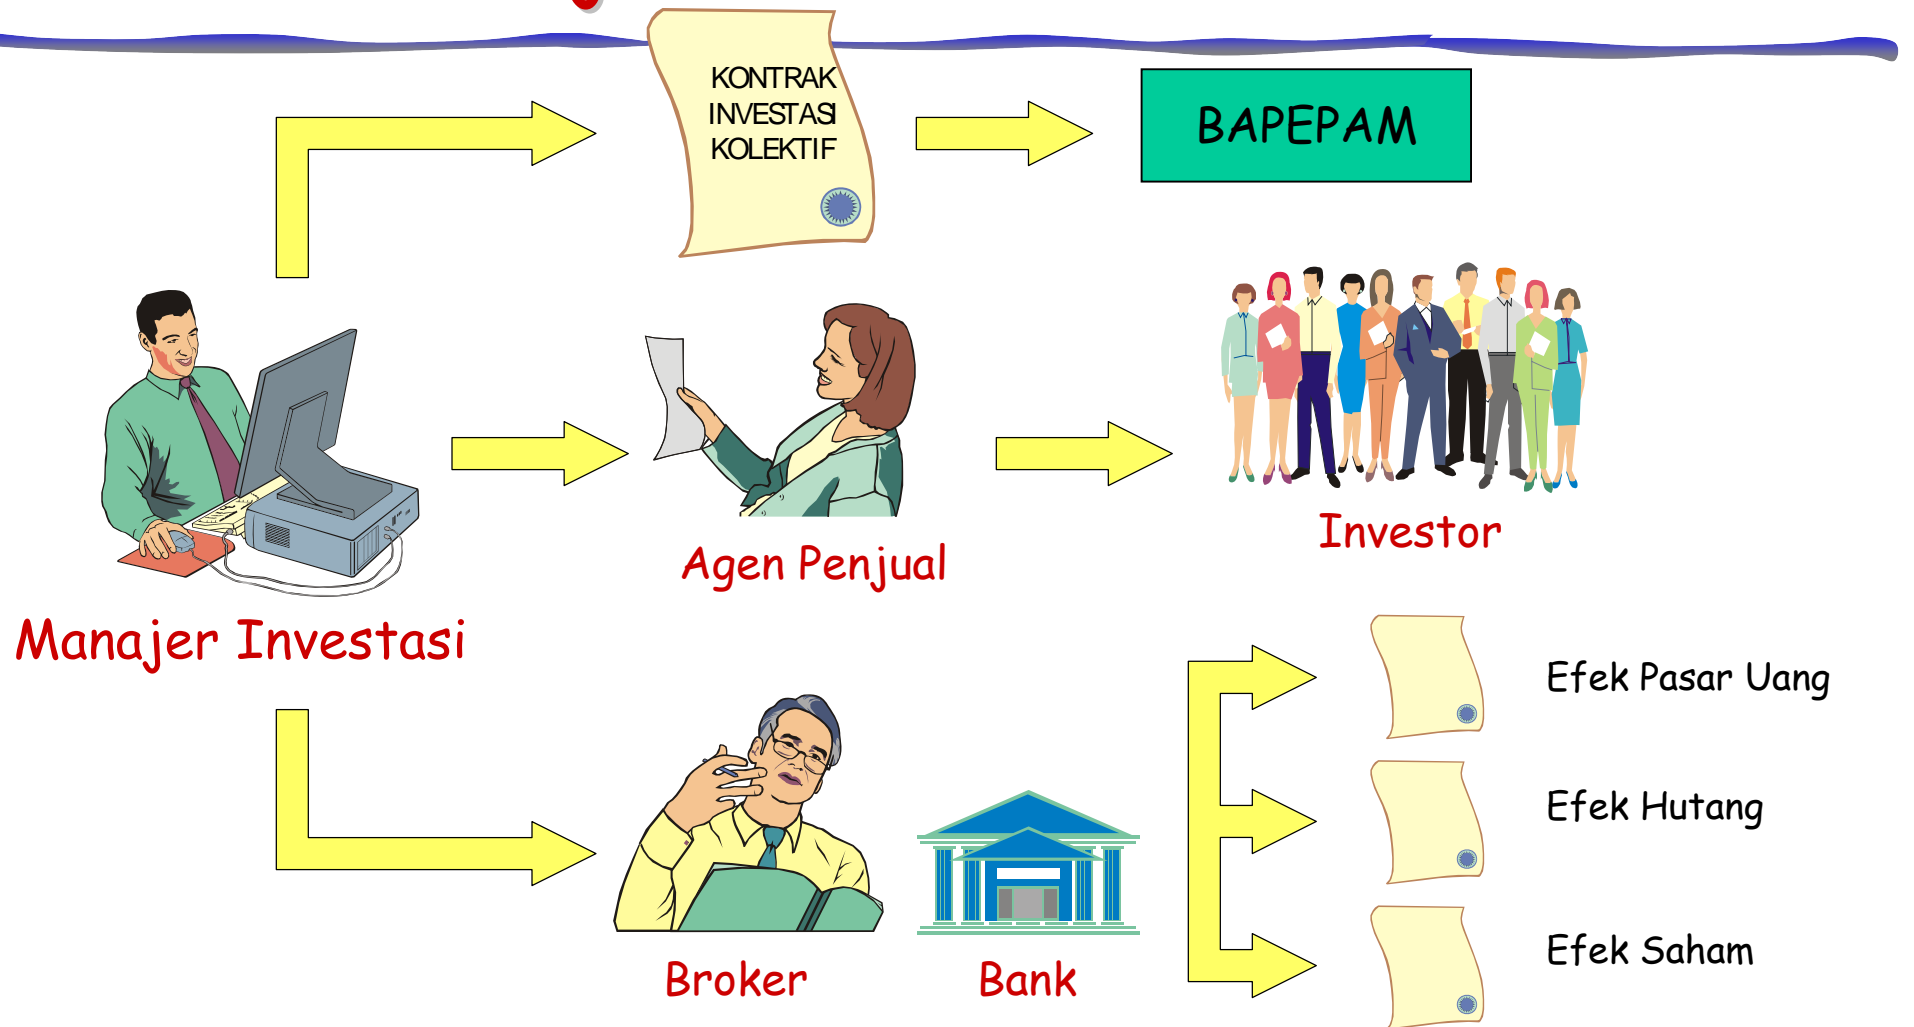 KONTRAK
INVESTASI
KOLEKTIF
BAPEPAM
Investor
Agen Penjual
Manajer Investasi
Efek Pasar Uang
Efek Hutang
Efek Saham
Broker
Bank